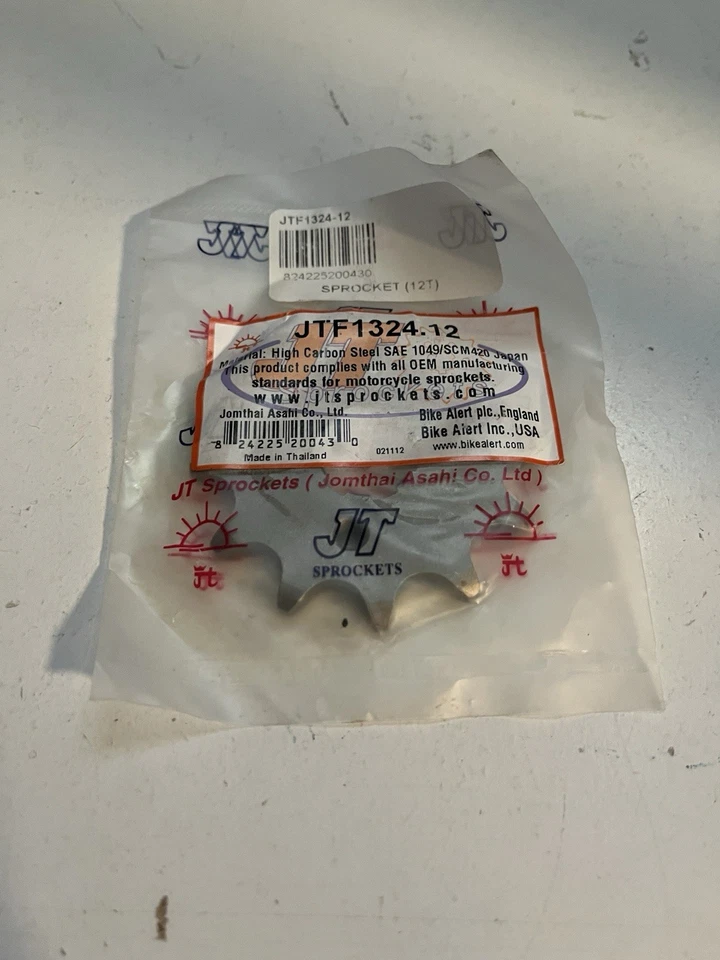 JTF1324-12
824225200430
SPROCKET (12T)
JTF1324.12
Material: High Carbon Steel SAE 1049/SCM420 Japan
This product complies with all OEM manufacturing
standards for motorcycle sprockets.
www.jtsprockets.com
Jomthai Asahi Co., Ltd.
Bike Alert plc.,England
Bike Alert Inc.,USA
8 24225 20043 0
Made in Thailand
021112
www.bikealert.com
JT Sprockets ( Jomthai Asahi Co. Ltd )
JT
SPROCKETS
jt
jt